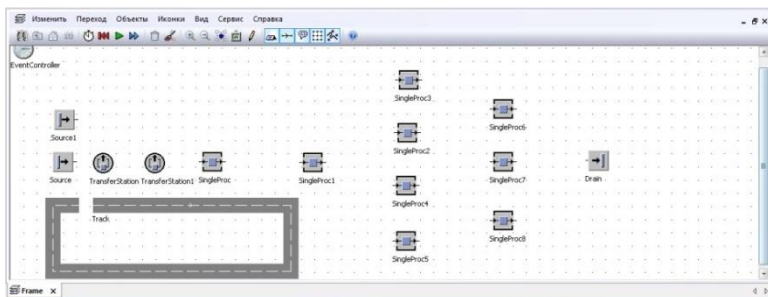 Изменить Переход Объекты Иконки Вид Сервис Справка
EventController
SingleProc3
Source1
SingleProc6
SingleProc2
Source TransferStation TransferStation1 SingleProc SingleProc1 SingleProc7 Drain
SingleProc4
Track
SingleProc8
SingleProc5
Frame